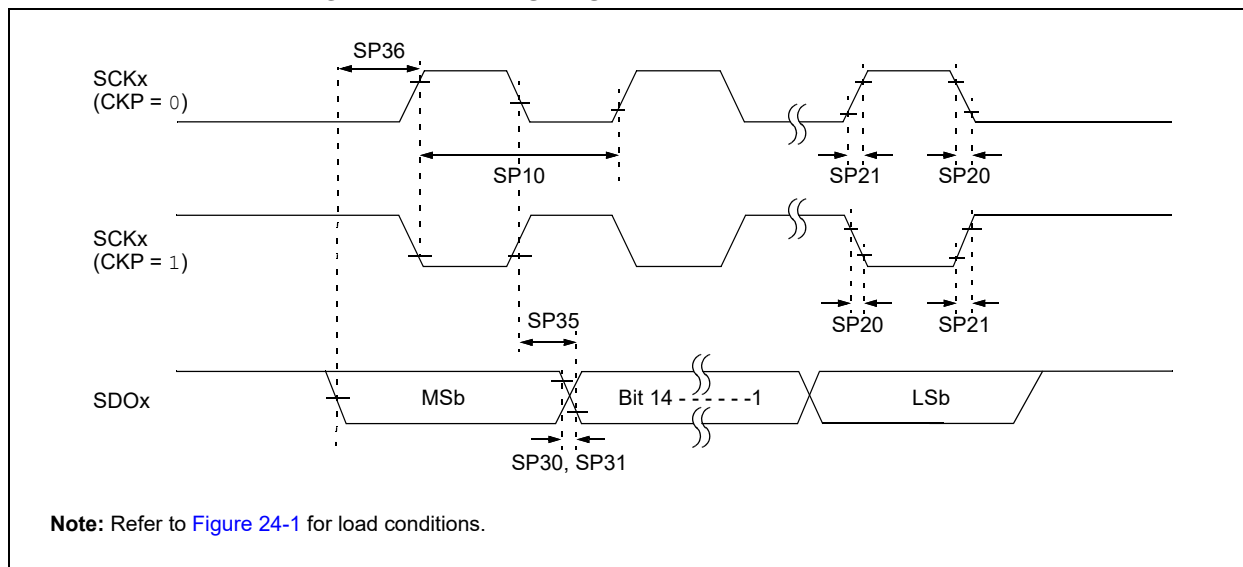 SP36
SCKx
(CKP = 0)
SP10
SP21
SP20
SCKx
(CKP = 1)
SP20
SP21
SP35
SDOx
MSb
Bit 14 - - - - - -1
LSb
SP30, SP31
Note: Refer to Figure 24-1 for load conditions.